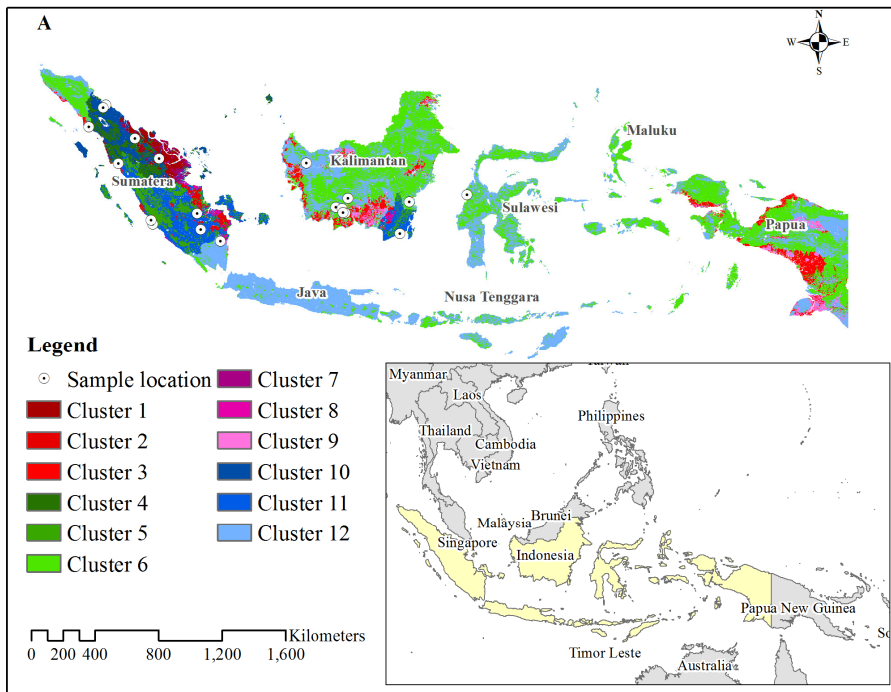 A
N
W E
S
Maluku
Kalimantan
Sumatera
Sulawesi
Papua
Java
Nusa Tenggara
Legend
Sample location
Cluster 1
Cluster 2
Cluster 3
Cluster 4
Cluster 5
Cluster 6
Cluster 7
Cluster 8
Cluster 9
Cluster 10
Cluster 11
Cluster 12
Kilometers
0 200 400 800 1,200 1,600
Myanmar
Laos
Philippines
Thailand
Cambodia
Vietnam
Malaysia
Brunei
Singapore
Indonesia
Papua New Guinea
So
Timor Leste
Australia